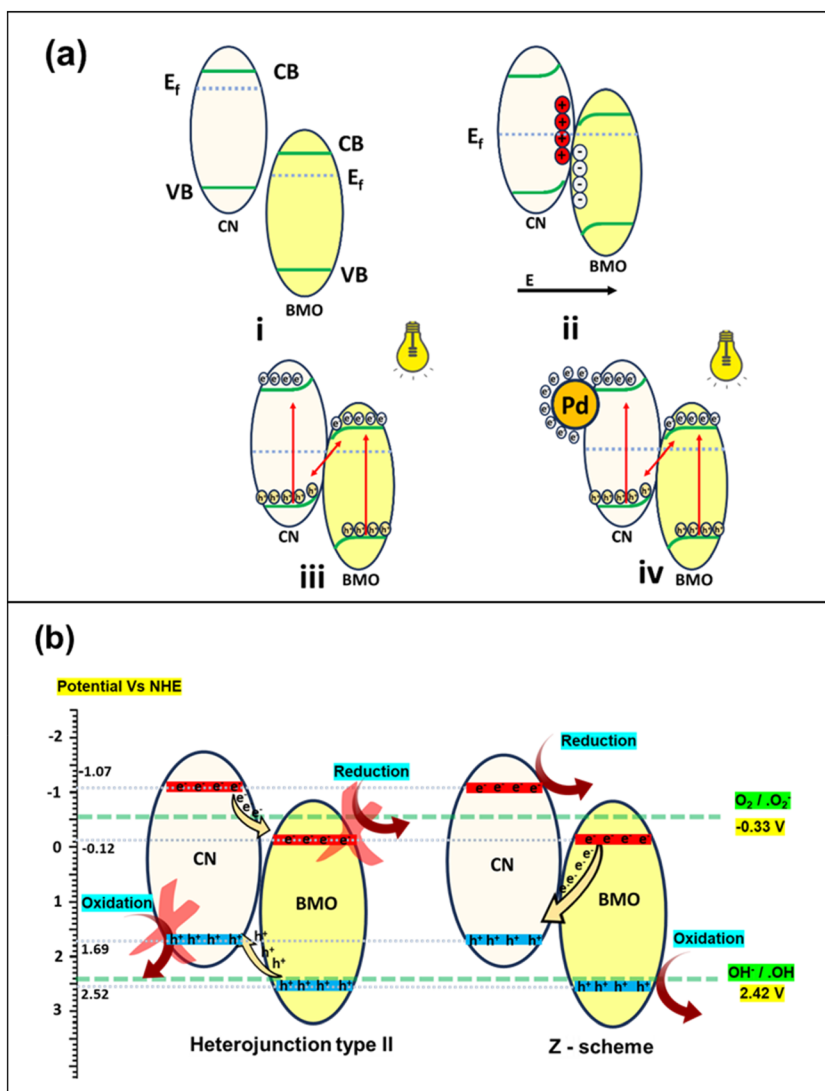 (a)
CB
Ef
CB
Ef
VB
CN
VB
BMO
i
Ef
+
+
+
+
-
-
-
-
CN
BMO
E
ii
e- e- e- e-
e- e- e- e- e-
h+ h+ h+ h+ h+
CN
h+ h+ h+ h+
iii
BMO
e- e- e- e- e- e- e- e- e- e- e-
Pd
e- e- e- e- e-
h+ h+ h+ h+ h+
CN
h+ h+ h+ h+
iv
BMO
(b)
Potential Vs NHE
-2
-1.07
-1
0
-0.12
1
1.69
2
2.52
3
e- e- e- e-
e- e- e-
CN
Oxidation
h+ h+ h+ h+
Reduction
e- e- e- e-
BMO
h+
h+
h+
h+ h+ h+ h+
Heterojunction type II
Reduction
e- e- e- e-
CN
h+ h+ h+ h+
e- e- e- e-
e- e- e- e-
BMO
Oxidation
h+ h+ h+ h+
Z - scheme
O2 / .O2-
-0.33 V
OH- / .OH
2.42 V